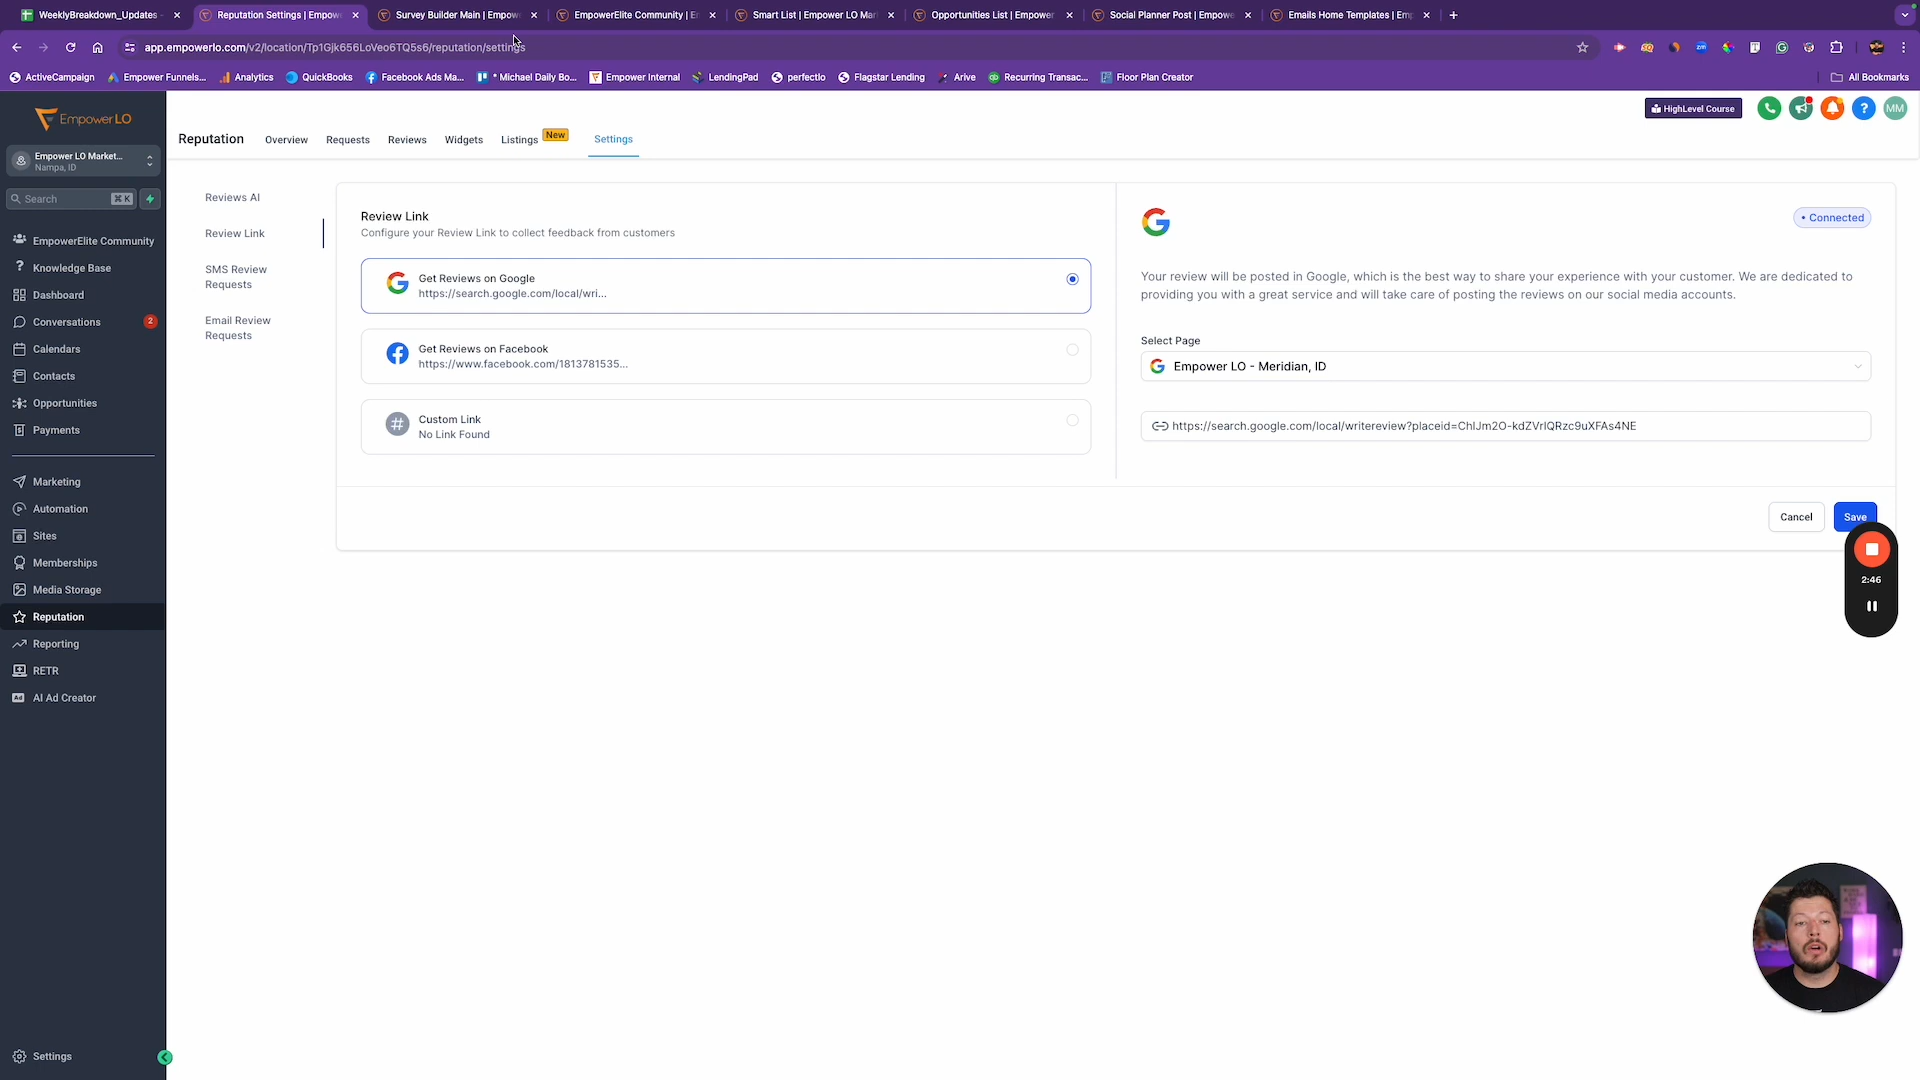 WeeklyBreakdown_Updates
Reputation Settings | Empow
Survey Builder Main | Empow
EmpowerElite Community | E
Smart List | Empower LO Mar
Opportunities List | Empower
Social Planner Post | Empowe
Emails Home Templates | Emp
app.empowerlo.com/v2/location/Tp1Gjk656LoVeo6TQ5s6/reputation/settings
ActiveCampaign
Empower Funnels...
Analytics
QuickBooks
Facebook Ads Ma...
* Michael Daily Bo...
Empower Internal
LendingPad
perfectlo
Flagstar Lending
Arive
Recurring Transac...
Floor Plan Creator
All Bookmarks
EmpowerLO
Empower LO Market...
Nampa, ID
Search
⌘ K
EmpowerElite Community
Knowledge Base
Dashboard
Conversations
2
Calendars
Contacts
Opportunities
Payments
Marketing
Automation
Sites
Memberships
Media Storage
Reputation
Reporting
RETR
Ad
AI Ad Creator
Settings
HighLevel Course
?
MM
Reputation
Overview
Requests
Reviews
Widgets
Listings
New
Settings
Reviews AI
Review Link
SMS Review
Requests
Email Review
Requests
Review Link
Configure your Review Link to collect feedback from customers
Get Reviews on Google
https://search.google.com/local/wri...
Get Reviews on Facebook
https://www.facebook.com/1813781535...
#
Custom Link
No Link Found
• Connected
Your review will be posted in Google, which is the best way to share your experience with your customer. We are dedicated to
providing you with a great service and will take care of posting the reviews on our social media accounts.
Select Page
Empower LO - Meridian, ID
https://search.google.com/local/writereview?placeid=ChIJm2O-kdZVrIQRzc9uXFAs4NE
Cancel
Save
2:46